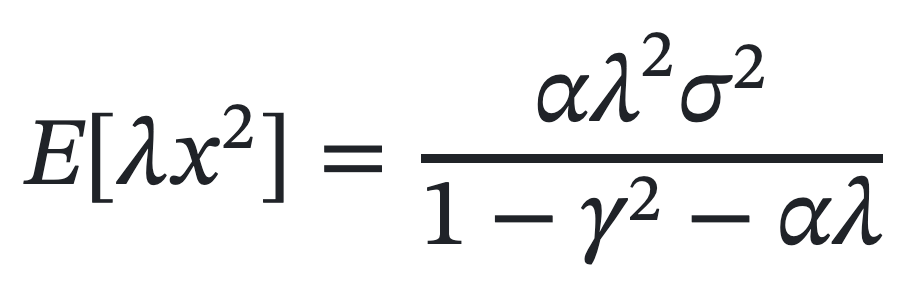 E[λx²] = αλ²σ² / (1 − γ² − αλ)